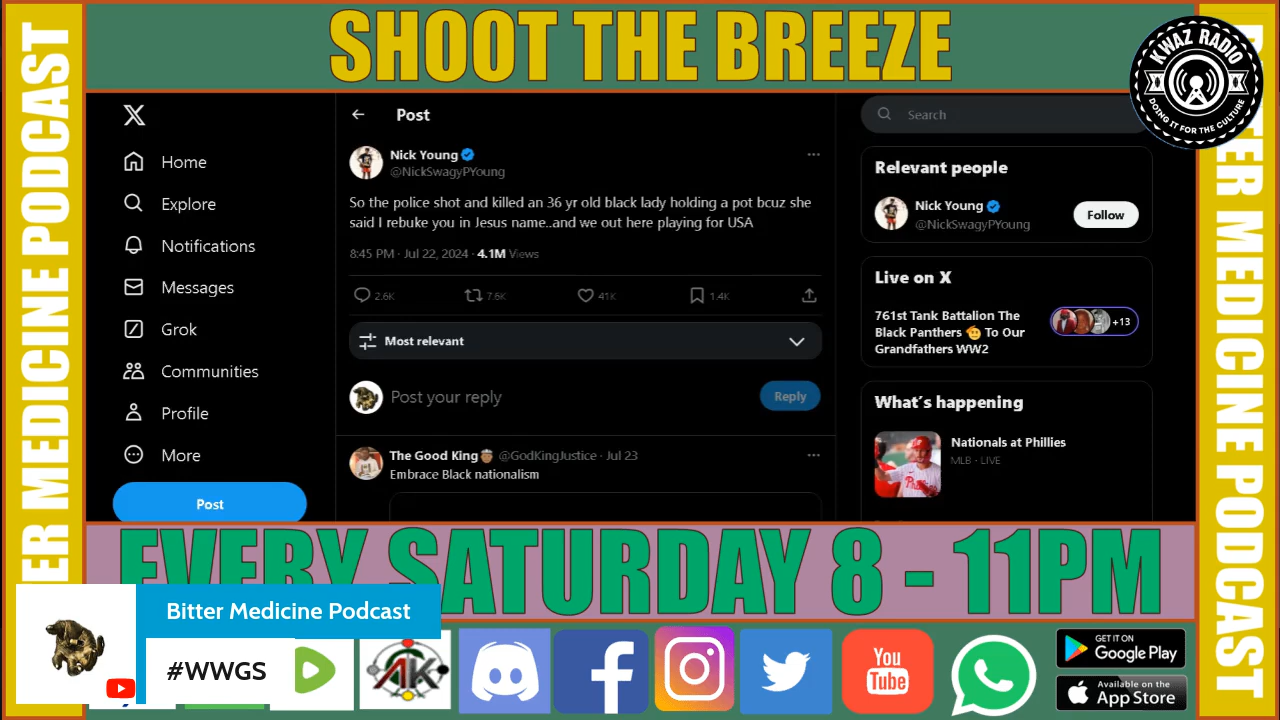 SHOOT THE BREEZE
BITTER MEDICINE PODCAST
KWAZ RADIO
DOING IT FOR THE CULTURE
Home
Explore
Notifications
Messages
Grok
Communities
Profile
More
Post
Post
Nick Young
@NickSwagyPYoung
So the police shot and killed an 36 yr old black lady holding a pot bcuz she
said I rebuke you in Jesus name..and we out here playing for USA
8:45 PM · Jul 22, 2024 · 4.1M Views
2.6K
7.6K
41K
1.4K
Most relevant
Post your reply
Reply
The Good King @GodKingJustice · Jul 23
Embrace Black nationalism
Search
Relevant people
Nick Young
@NickSwagyPYoung
Follow
Live on X
761st Tank Battalion The
Black Panthers 🫡 To Our
Grandfathers WW2
+13
What's happening
Nationals at Phillies
MLB · LIVE
ER MEDICINE PODCAST
EVERY SATURDAY 8 - 11PM
Bitter Medicine Podcast
#WWGS
AK
You
Tube
GET IT ON
Google Play
Available on the
App Store